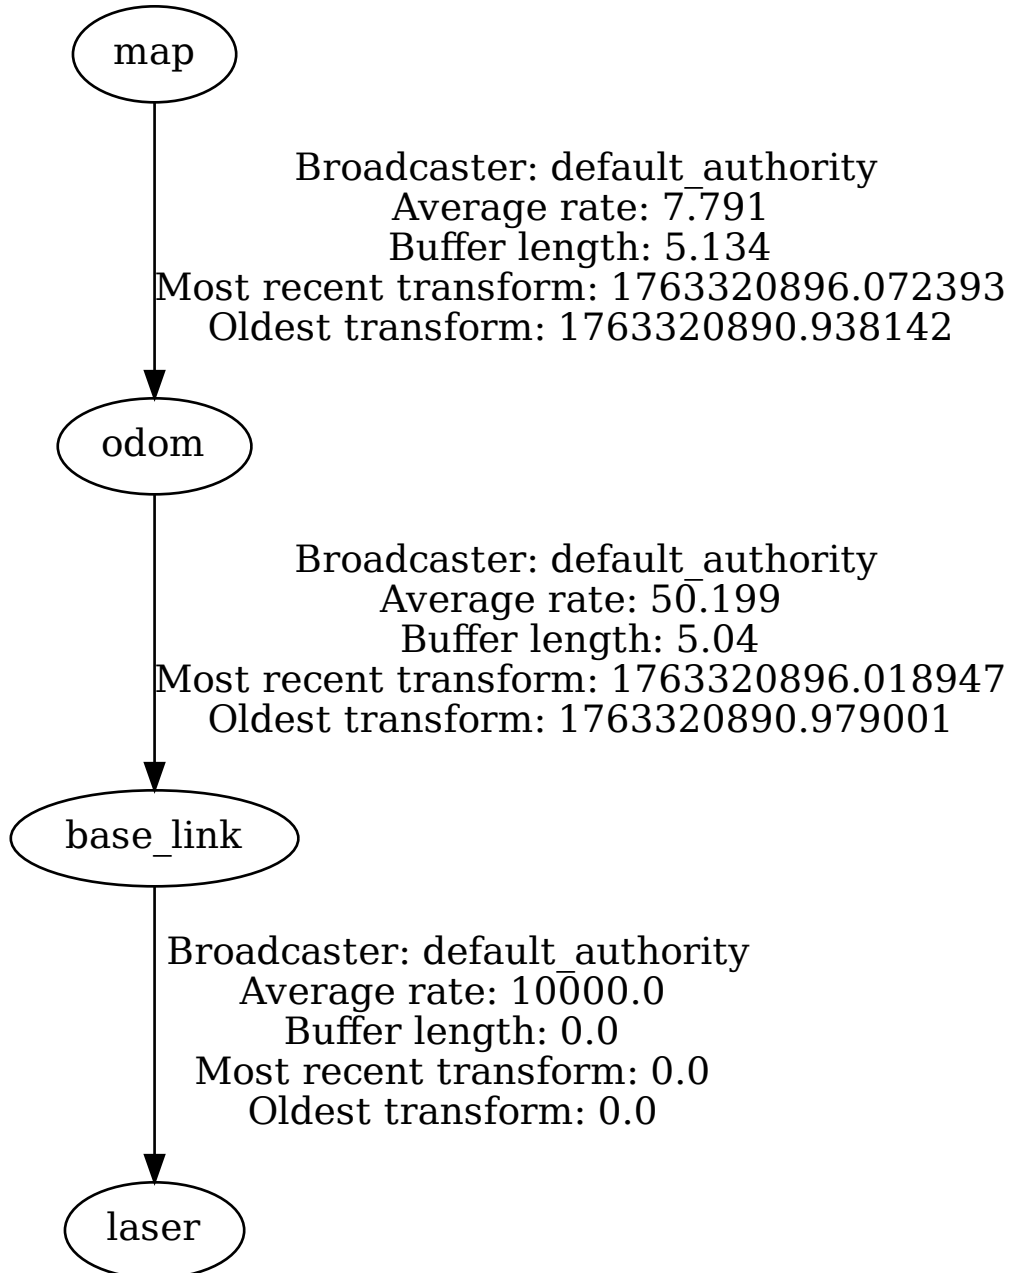 map
Broadcaster: default_authority
Average rate: 7.791
Buffer length: 5.134
Most recent transform: 1763320896.072393
Oldest transform: 1763320890.938142
odom
Broadcaster: default_authority
Average rate: 50.199
Buffer length: 5.04
Most recent transform: 1763320896.018947
Oldest transform: 1763320890.979001
base_link
Broadcaster: default_authority
Average rate: 10000.0
Buffer length: 0.0
Most recent transform: 0.0
Oldest transform: 0.0
laser